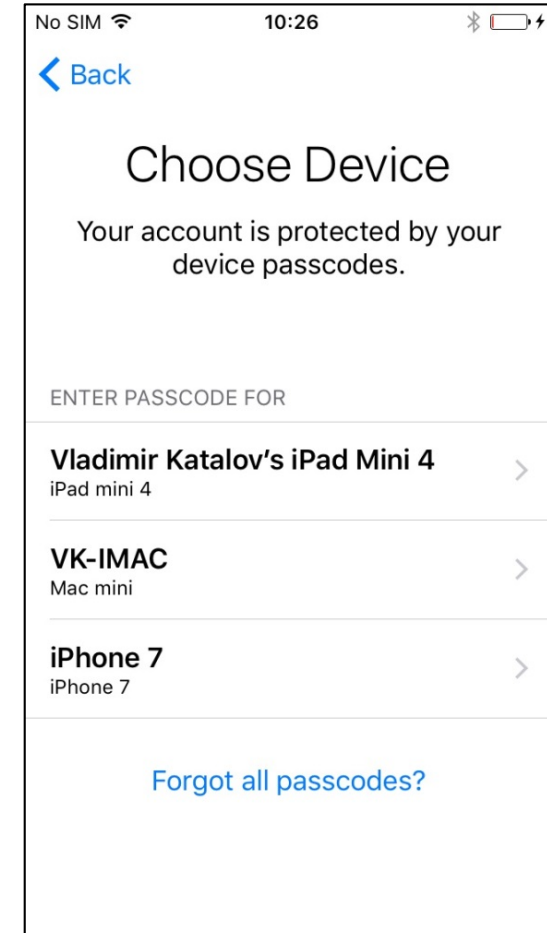 No SIM 10:26
Back
Choose Device
Your account is protected by your
device passcodes.
ENTER PASSCODE FOR
Vladimir Katalov’s iPad Mini 4
iPad mini 4
VK-IMAC
Mac mini
iPhone 7
iPhone 7
Forgot all passcodes?